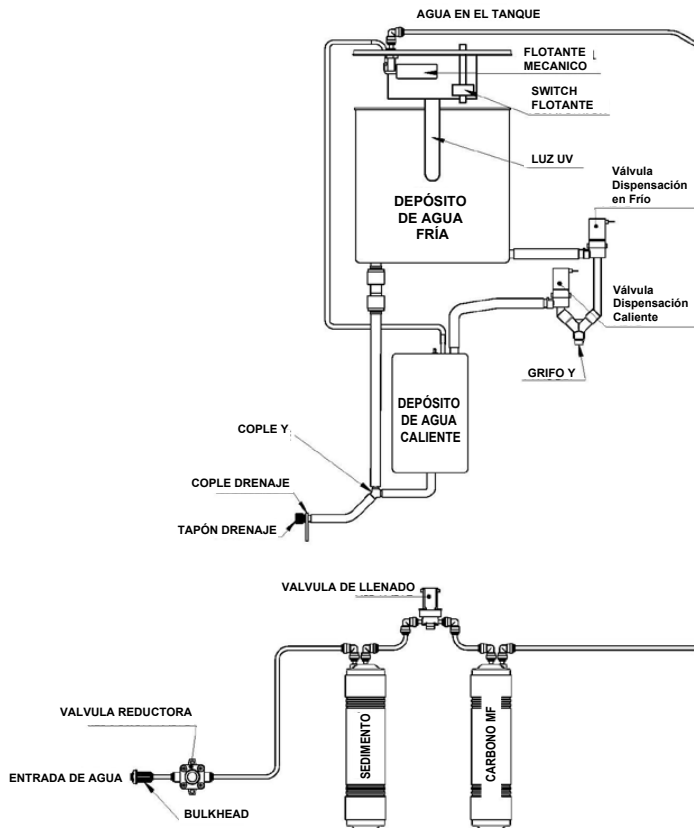 AGUA EN EL TANQUE
FLOTANTE
MECANICO
SWITCH
FLOTANTE
LUZ UV
Válvula
Dispensación
en Frío
DEPÓSITO
DE AGUA
FRÍA
Válvula
Dispensación
Caliente
GRIFO Y
DEPÓSITO
DE AGUA
CALIENTE
COPLE Y
COPLE DRENAJE
TAPÓN DRENAJE
VALVULA DE LLENADO
VALVULA REDUCTORA
SEDIMENTO
CARBONO MF
ENTRADA DE AGUA
BULKHEAD